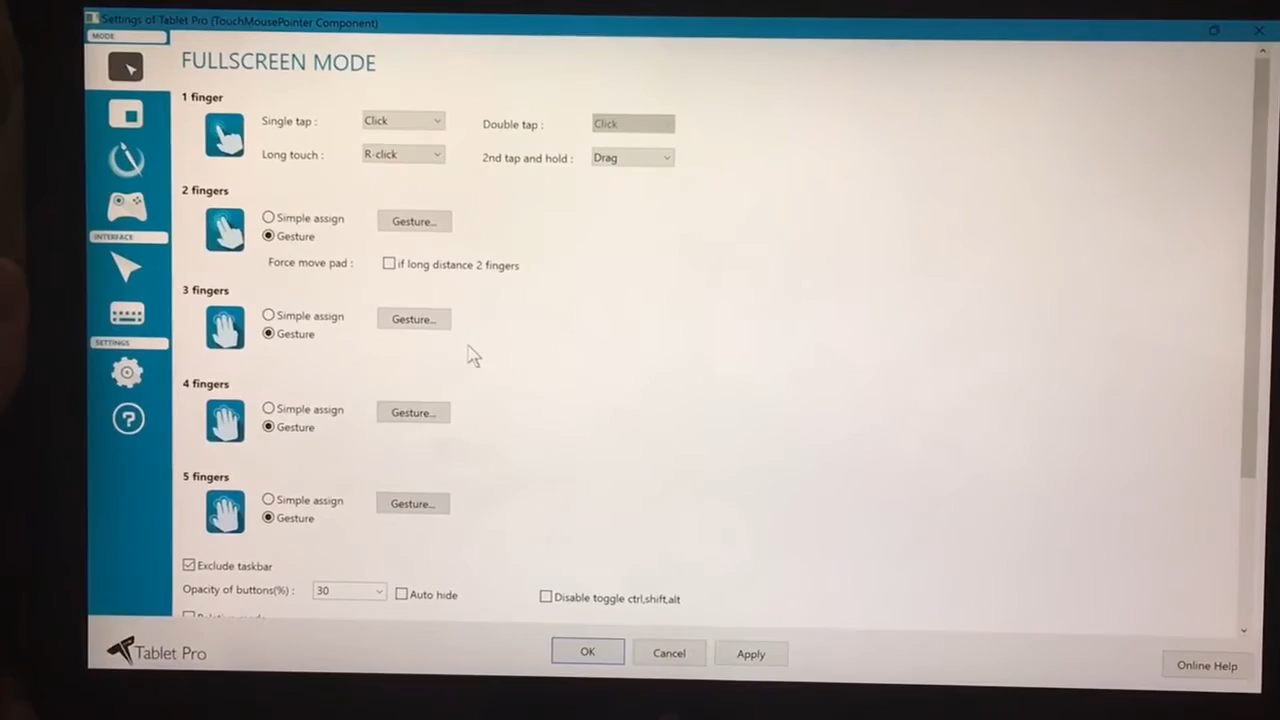 Settings of Tablet Pro (TouchMousePointer Component)
MODE
FULLSCREEN MODE
1 finger
Single tap : Click Double tap : Click
Long touch : R-click 2nd tap and hold : Drag
2 fingers
Simple assign Gesture...
Gesture
Force move pad : if long distance 2 fingers
INTERFACE
3 fingers
Simple assign Gesture...
Gesture
SETTINGS
4 fingers
Simple assign Gesture...
Gesture
5 fingers
Simple assign Gesture...
Gesture
Exclude taskbar
Opacity of buttons(%) : 30 Auto hide Disable toggle ctrl,shift,alt
Tablet Pro OK Cancel Apply Online Help